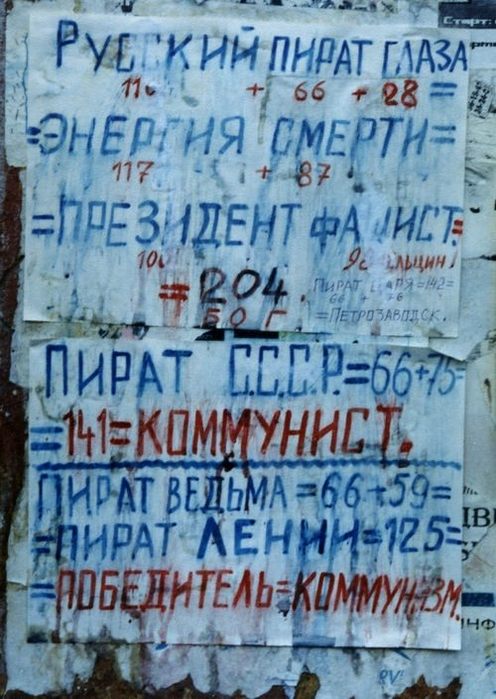 РУССКИЙ ПИРАТ ГЛАЗА
+ 66 + 28 =
=ЭНЕРГИЯ СМЕРТИ=
117 + 87
=ПРЕЗИДЕНТ ФАШИСТ=
= 204.
БОГ
ПИРАТ ЦАРЯ=142=
66 + 76
=ПЕТРОЗАВОДСК.
ПИРАТ С.С.С.Р.=66+75=
=141=КОММУНИСТ.
ПИРАТ ВЕДЬМА=66+59=
=ПИРАТ ЛЕНИН=125=
=ПОБЕДИТЕЛЬ=КОММУНИЗМ.